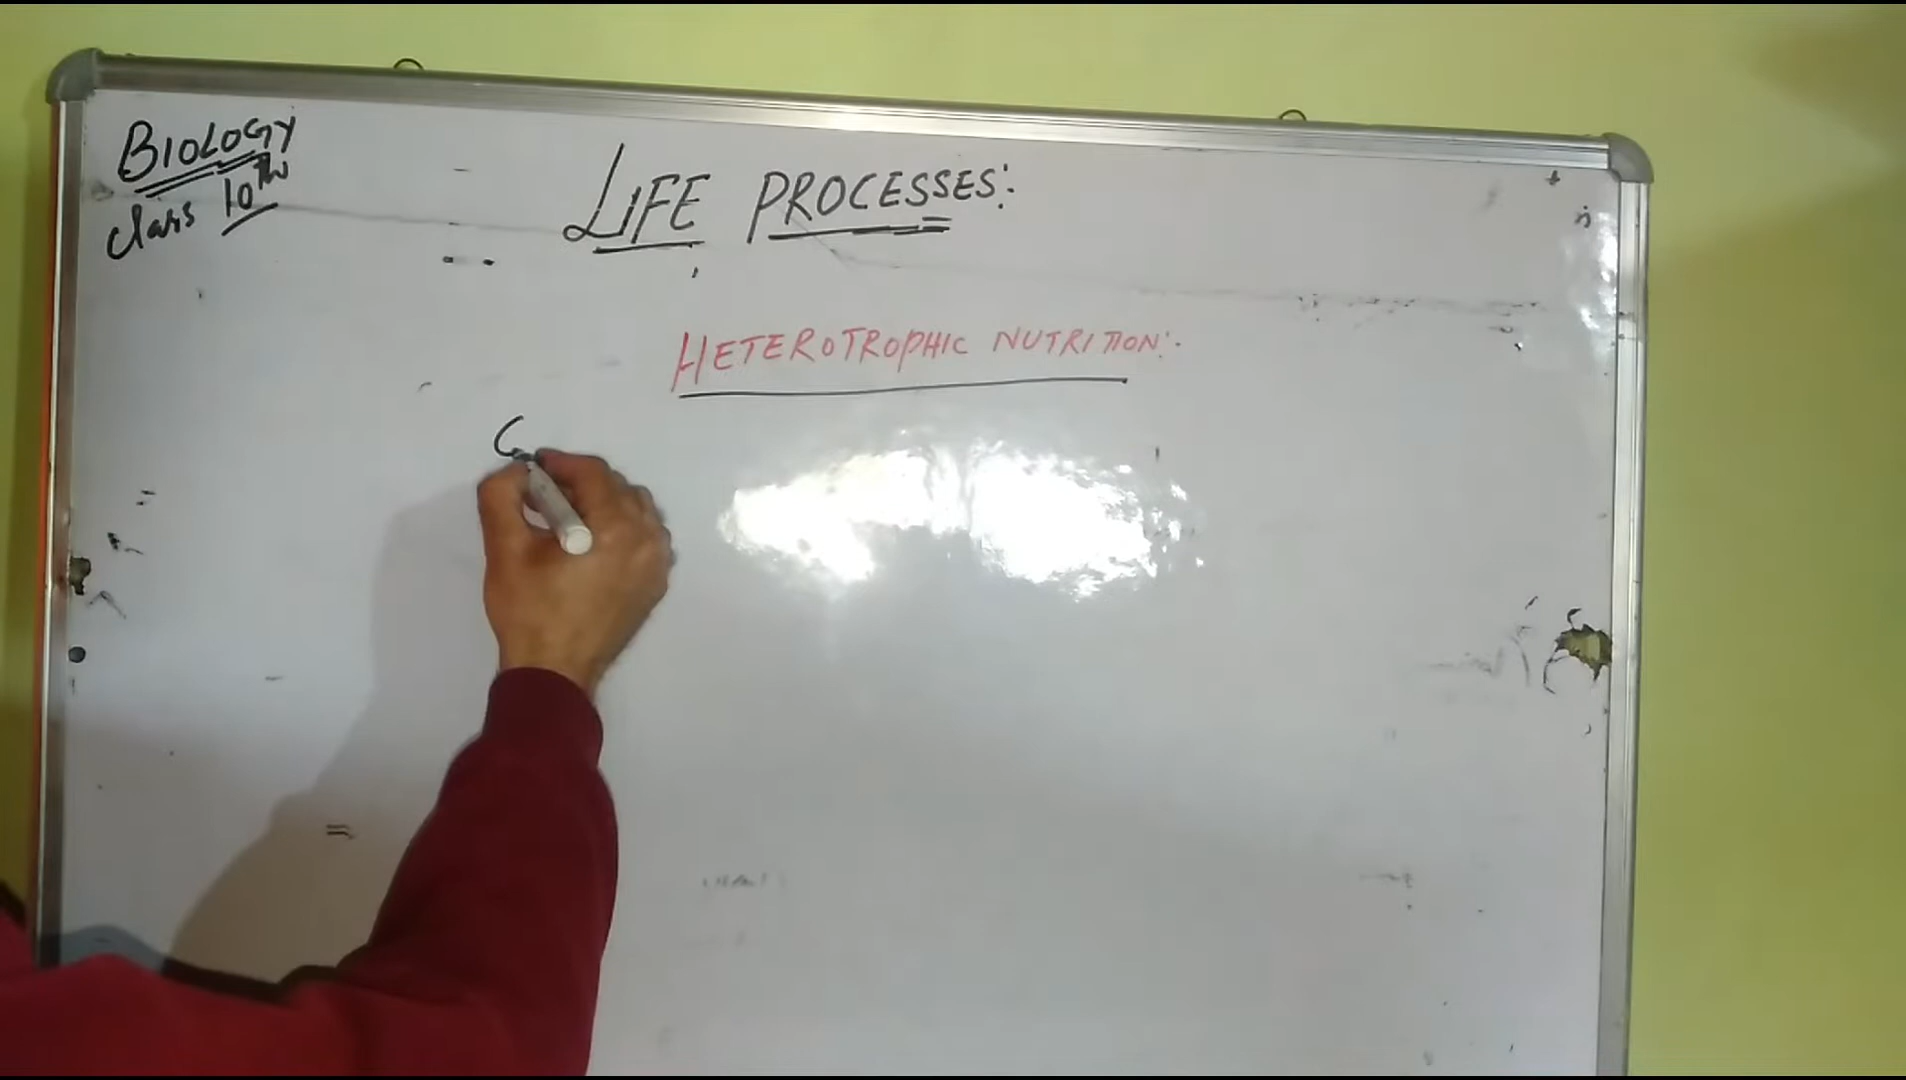 BIOLOGY
Class 10th
LIFE PROCESSES:
HETEROTROPHIC NUTRITION: